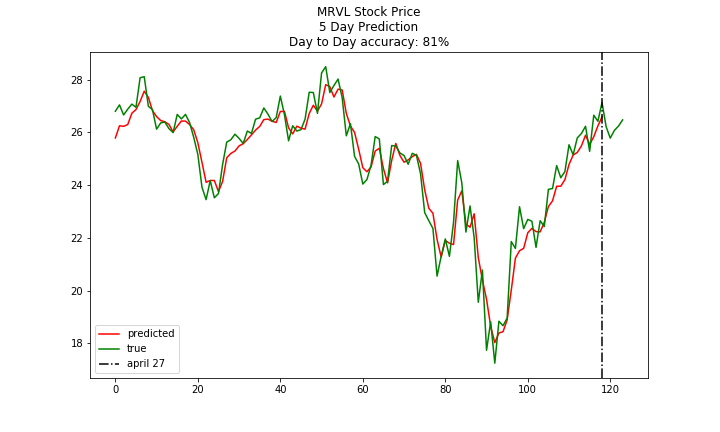 MRVL Stock Price
5 Day Prediction
Day to Day accuracy: 81%
28
26
24
22
20
18
predicted
true
april 27
0 20 40 60 80 100 120